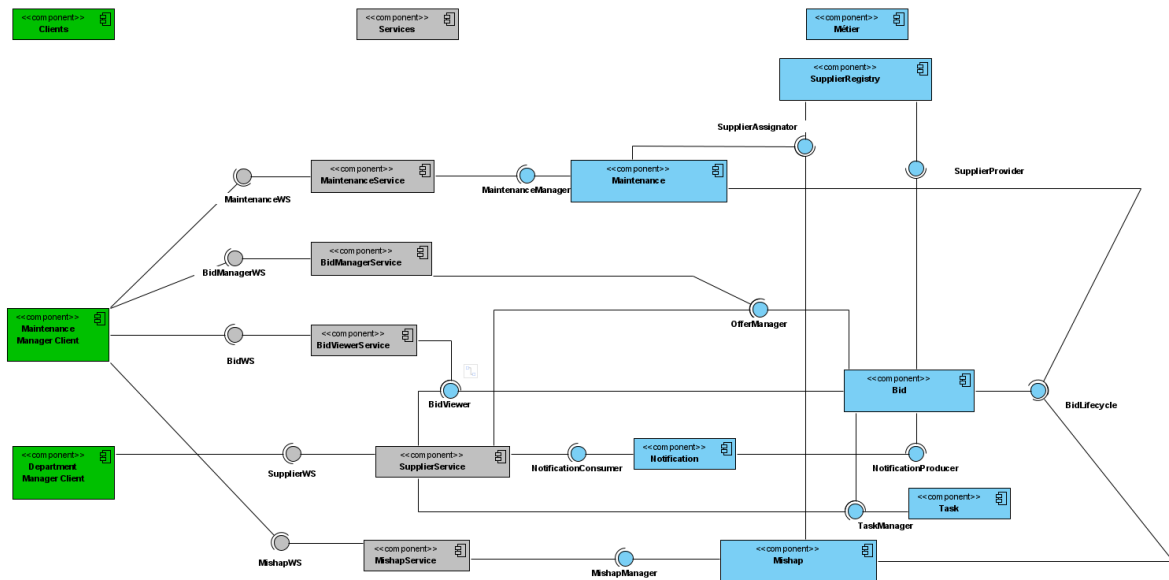 <<component>>
Clients
<<component>>
Services
<<component>>
Métier
<<component>>
SupplierRegistry
SupplierAssignator
<<component>>
MaintenanceService
<<component>>
Maintenance
SupplierProvider
MaintenanceManager
MaintenanceWS
<<component>>
BidManagerService
BidManagerWS
<<component>>
Maintenance
Manager Client
OfferManager
<<component>>
BidViewerService
BidWS
<<component>>
Bid
BidViewer
BidLifecycle
<<component>>
Department
Manager Client
SupplierWS
<<component>>
SupplierService
NotificationConsumer
<<component>>
Notification
NotificationProducer
<<component>>
Task
TaskManager
MishapWS
<<component>>
MishapService
MishapManager
<<component>>
Mishap